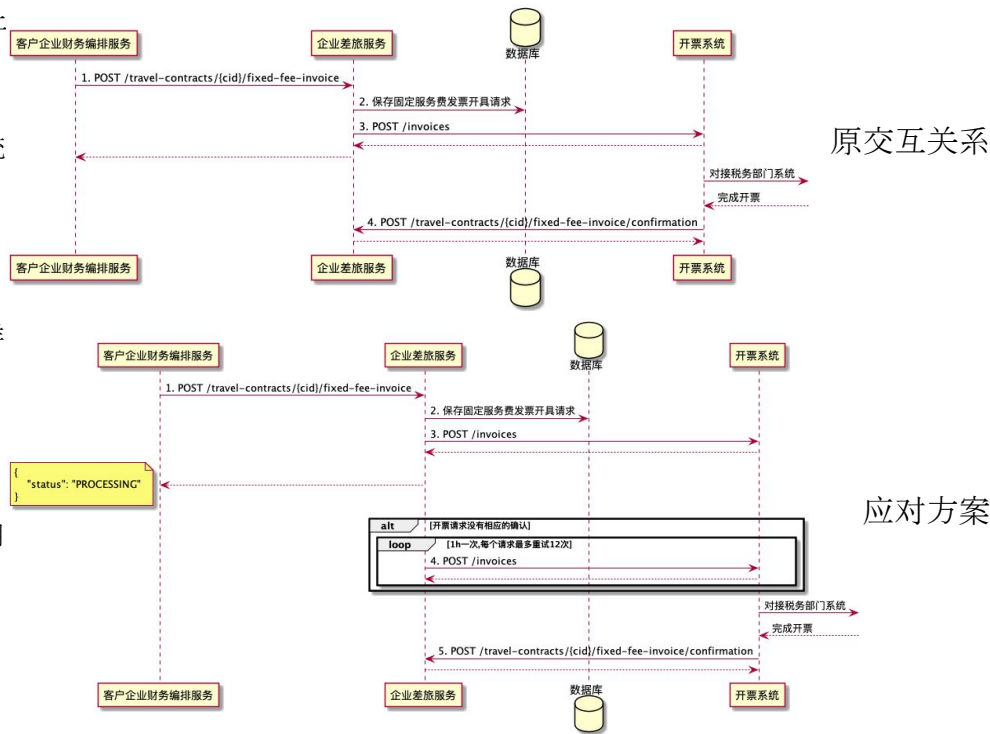 客户企业财务编排服务
企业差旅服务
数据库
开票系统
1. POST /travel-contracts/{cid}/fixed-fee-invoice
2. 保存固定服务费发票开具请求
3. POST /invoices
原交互关系
对接税务部门系统
完成开票
4. POST /travel-contracts/{cid}/fixed-fee-invoice/confirmation
客户企业财务编排服务
企业差旅服务
数据库
开票系统
客户企业财务编排服务
企业差旅服务
数据库
开票系统
1. POST /travel-contracts/{cid}/fixed-fee-invoice
2. 保存固定服务费发票开具请求
3. POST /invoices
{
"status": "PROCESSING"
}
应对方案
alt [开票请求没有相应的确认]
loop [1h一次,每个请求最多重试12次]
4. POST /invoices
对接税务部门系统
完成开票
5. POST /travel-contracts/{cid}/fixed-fee-invoice/confirmation
客户企业财务编排服务
企业差旅服务
数据库
开票系统